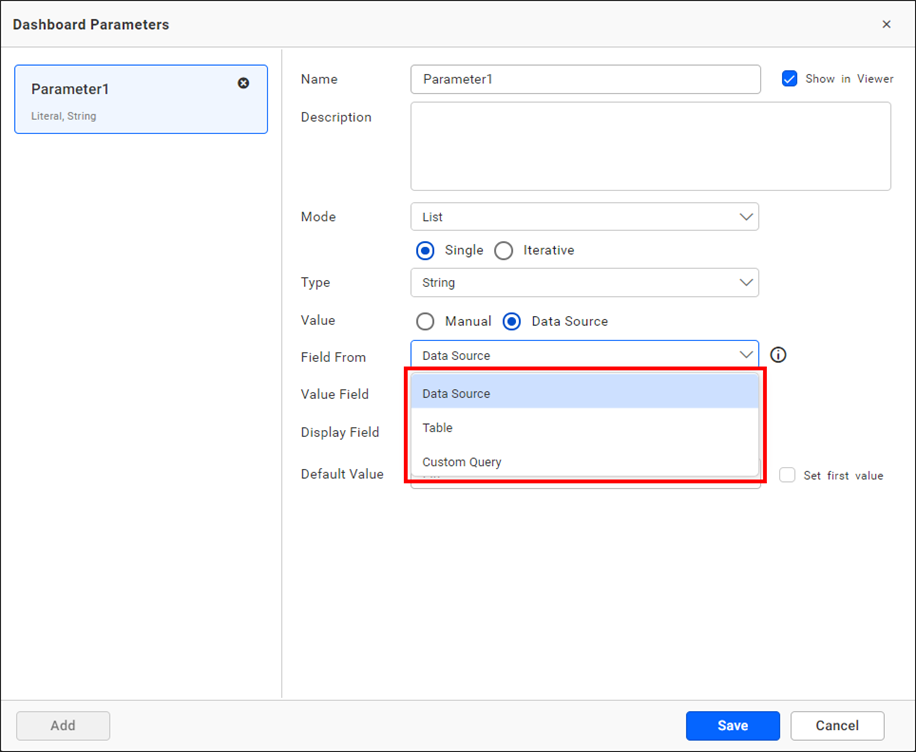 Dashboard Parameters
Parameter1
Literal, String
Name
Parameter1
Show in Viewer
Description
Mode
List
Single
Iterative
Type
String
Value
Manual
Data Source
Field From
Data Source
Value Field
Data Source
Display Field
Table
Custom Query
Default Value
Set first value
Add
Save
Cancel